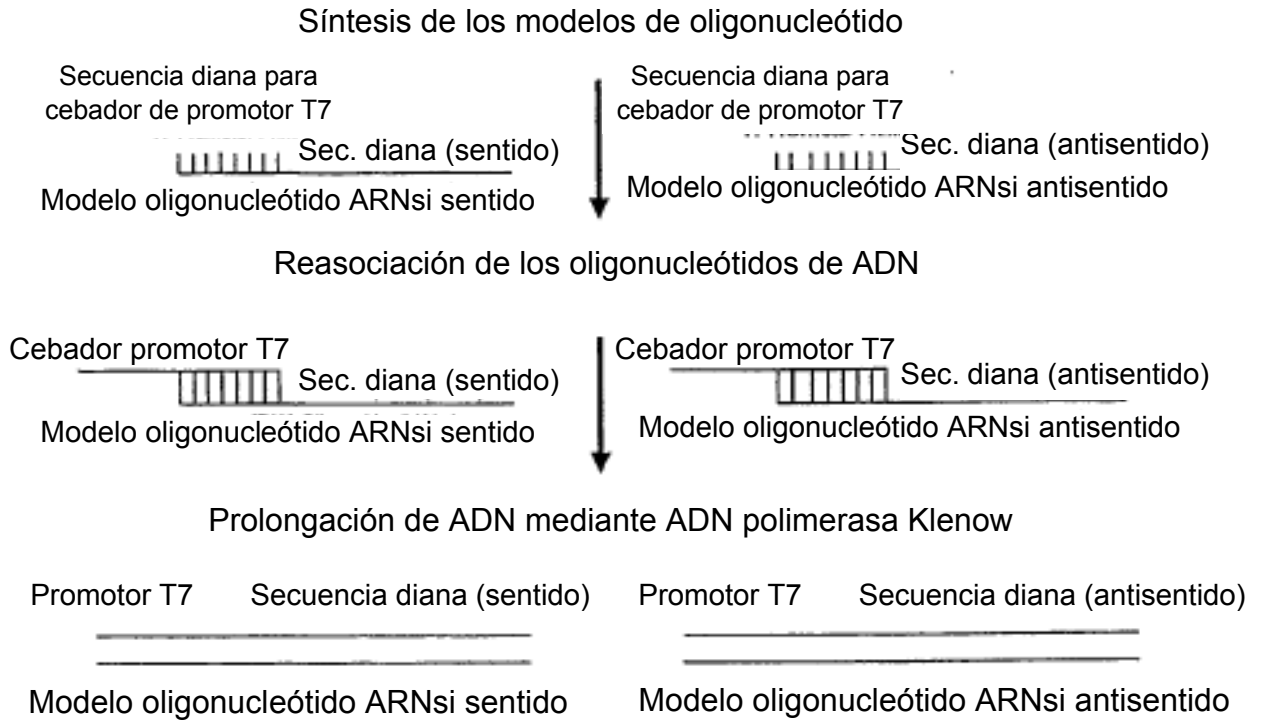 Síntesis de los modelos de oligonucleótido
Secuencia diana para
cebador de promotor T7
Sec. diana (sentido)
Modelo oligonucleótido ARNsi sentido
Secuencia diana para
cebador de promotor T7
Sec. diana (antisentido)
Modelo oligonucleótido ARNsi antisentido
Reasociación de los oligonucleótidos de ADN
Cebador promotor T7
Sec. diana (sentido)
Modelo oligonucleótido ARNsi sentido
Cebador promotor T7
Sec. diana (antisentido)
Modelo oligonucleótido ARNsi antisentido
Prolongación de ADN mediante ADN polimerasa Klenow
Promotor T7 Secuencia diana (sentido)
Modelo oligonucleótido ARNsi sentido
Promotor T7 Secuencia diana (antisentido)
Modelo oligonucleótido ARNsi antisentido